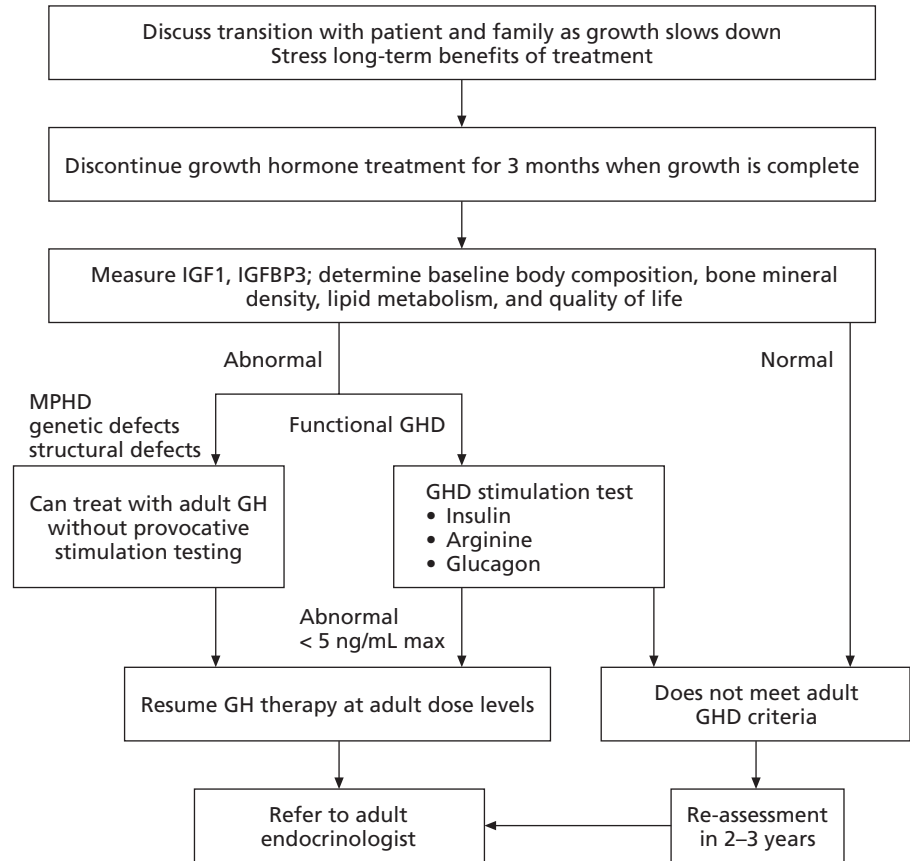 Discuss transition with patient and family as growth slows down
Stress long-term benefits of treatment
Discontinue growth hormone treatment for 3 months when growth is complete
Measure IGF1, IGFBP3; determine baseline body composition, bone mineral
density, lipid metabolism, and quality of life
Abnormal
Normal
MPHD
genetic defects
structural defects
Functional GHD
Can treat with adult GH
without provocative
stimulation testing
GHD stimulation test
• Insulin
• Arginine
• Glucagon
Abnormal
< 5 ng/mL max
Resume GH therapy at adult dose levels
Does not meet adult
GHD criteria
Refer to adult
endocrinologist
Re-assessment
in 2–3 years